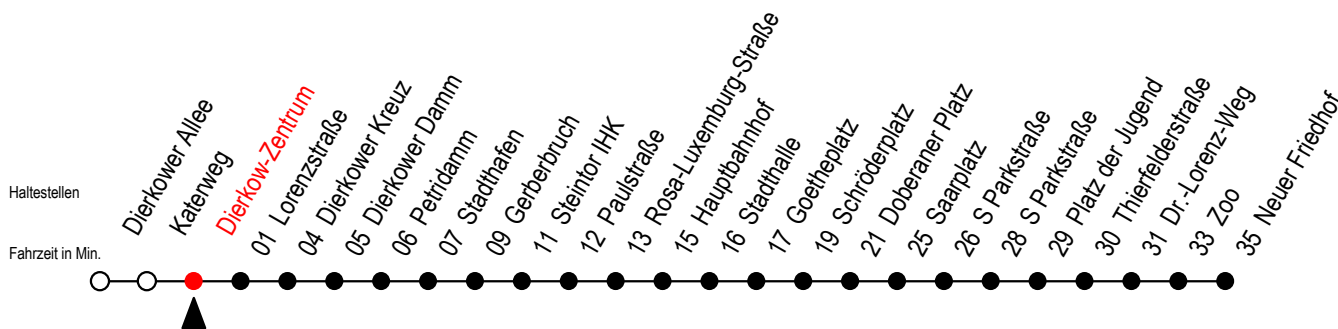 Haltestellen
Fahrzeit in Min.
Dierkower Allee
Katerweg
Dierkow-Zentrum
01 Lorenzstraße
04 Dierkower Kreuz
05 Dierkower Damm
06 Petridamm
07 Stadthafen
09 Gerberbruch
11 Steintor IHK
12 Paulstraße
13 Rosa-Luxemburg-Straße
15 Hauptbahnhof
16 Stadthalle
17 Goetheplatz
19 Schröderplatz
21 Doberaner Platz
25 Saarplatz
26 S Parkstraße
28 S Parkstraße
29 Platz der Jugend
30 Thierfelderstraße
31 Dr.-Lorenz-Weg
33 Zoo
35 Neuer Friedhof